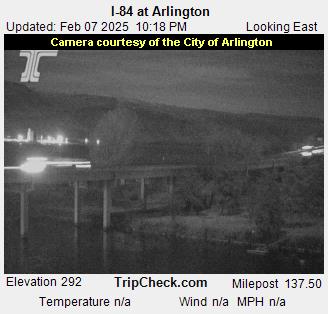 I-84 at Arlington
Updated: Feb 07 2025 10:18 PM Looking East
Camera courtesy of the City of Arlington
Elevation 292 TripCheck.com Milepost 137.50
Temperature n/a Wind n/a MPH n/a